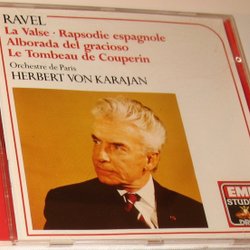 RAVEL
La Valse · Rapsodie espagnole
Alborada del gracioso
Le Tombeau de Couperin
Orchestre de Paris
HERBERT VON KARAJAN
EMI
STUDIO
DRM